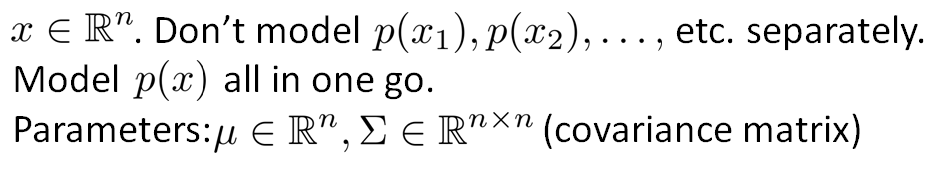 x ∈ ℝⁿ. Don’t model p(x₁), p(x₂), . . . , etc. separately.
Model p(x) all in one go.
Parameters: μ ∈ ℝⁿ, Σ ∈ ℝⁿˣⁿ (covariance matrix)